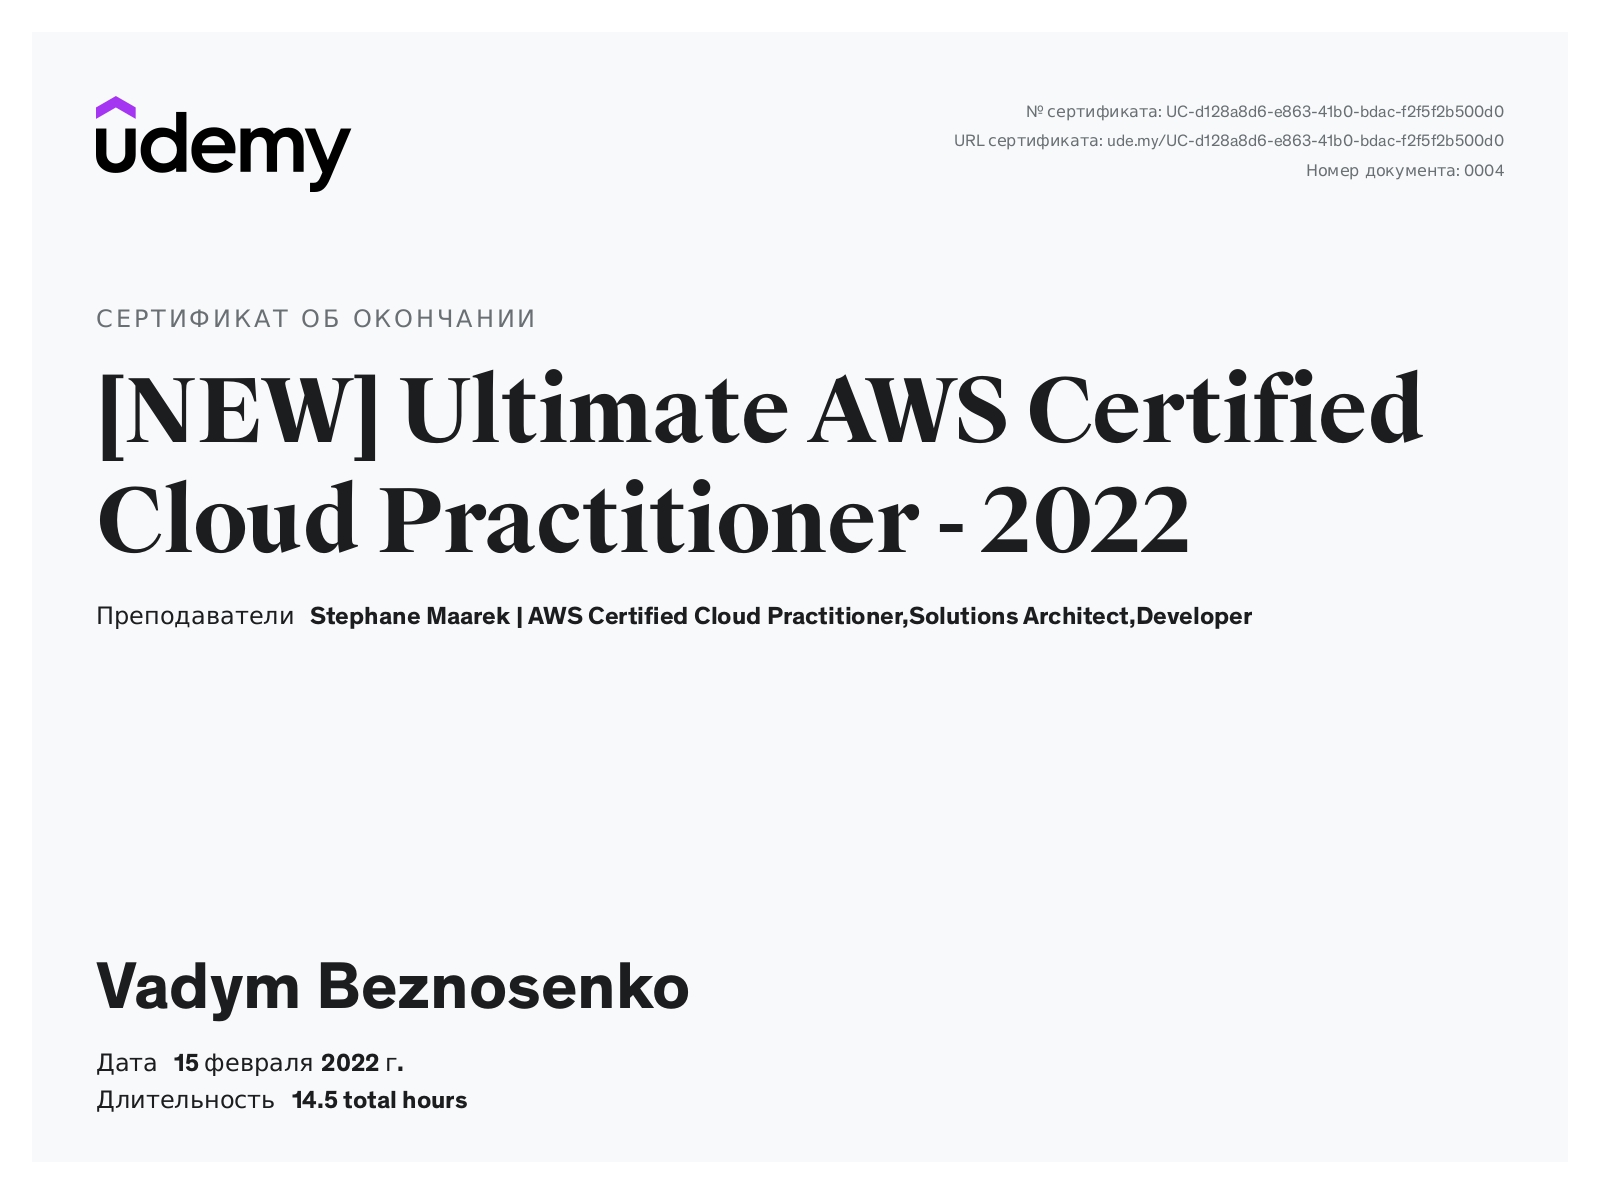 udemy
№ сертификата: UC-d128a8d6-e863-41b0-bdac-f2f5f2b500d0
URL сертификата: ude.my/UC-d128a8d6-e863-41b0-bdac-f2f5f2b500d0
Номер документа: 0004
СЕРТИФИКАТ ОБ ОКОНЧАНИИ
[NEW] Ultimate AWS Certified
Cloud Practitioner - 2022
Преподаватели Stephane Maarek | AWS Certified Cloud Practitioner,Solutions Architect,Developer
Vadym Beznosenko
Дата 15 февраля 2022 г.
Длительность 14.5 total hours